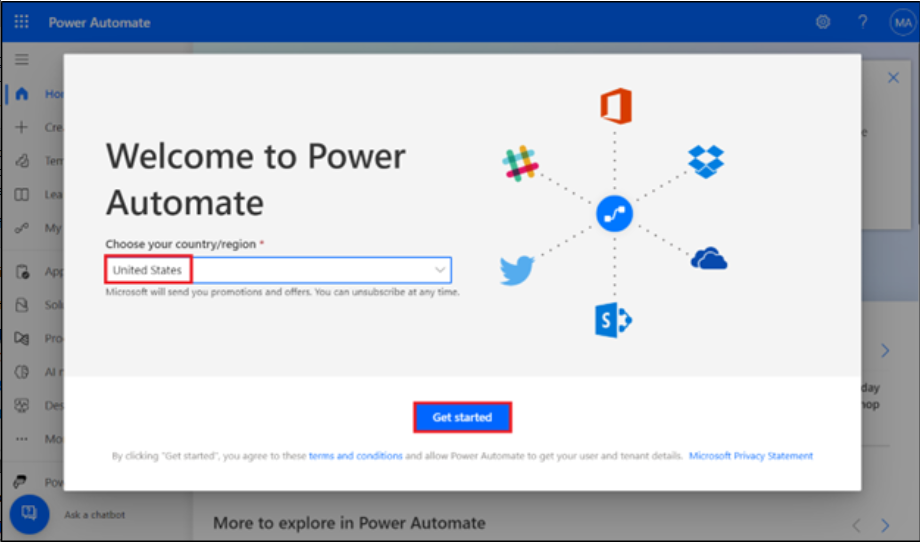 Power Automate
MA
Hor
Crea
Tem
Lea
My
App
Solu
Pro
AI r
Des
Mo
Pow
Welcome to Power
Automate
Choose your country/region *
United States
Microsoft will send you promotions and offers. You can unsubscribe at any time.
Get started
By clicking "Get started", you agree to these terms and conditions and allow Power Automate to get your user and tenant details. Microsoft Privacy Statement
day
hop
Ask a chatbot
More to explore in Power Automate